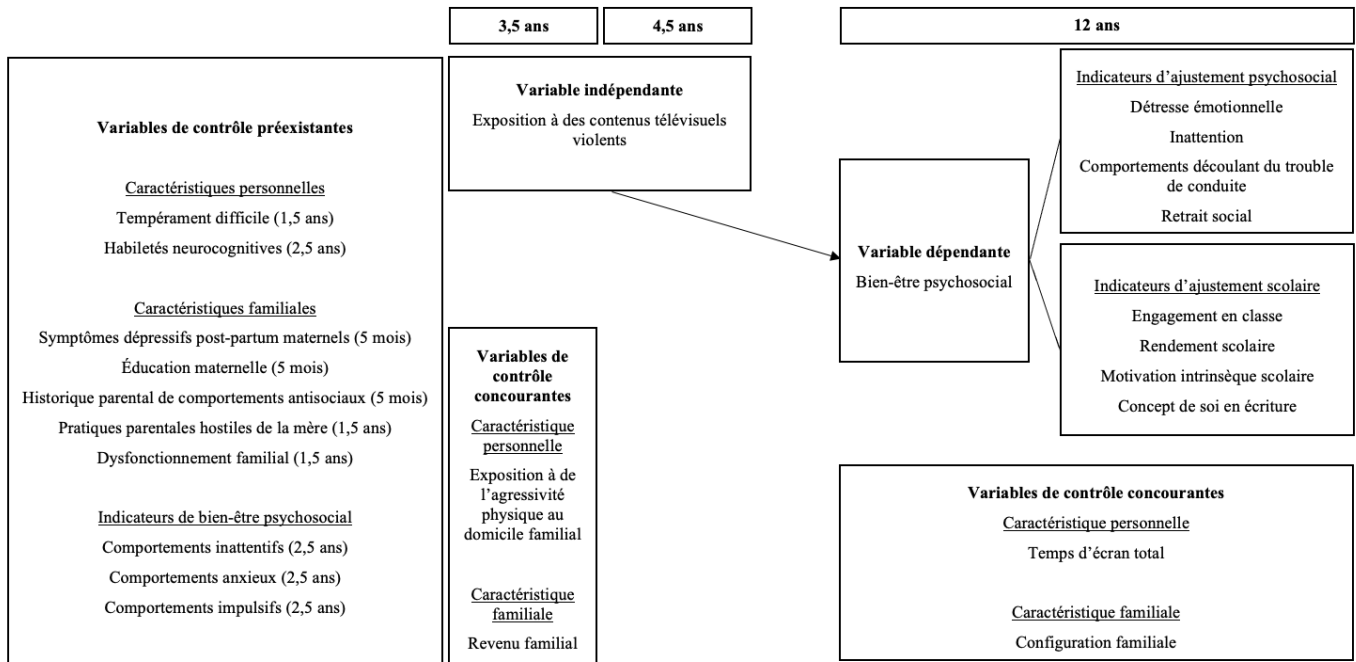 3,5 ans
4,5 ans
12 ans
Variables de contrôle préexistantes
Caractéristiques personnelles
Tempérament difficile (1,5 ans)
Habiletés neurocognitives (2,5 ans)
Caractéristiques familiales
Symptômes dépressifs post-partum maternels (5 mois)
Éducation maternelle (5 mois)
Historique parental de comportements antisociaux (5 mois)
Pratiques parentales hostiles de la mère (1,5 ans)
Dysfonctionnement familial (1,5 ans)
Indicateurs de bien-être psychosocial
Comportements inattentifs (2,5 ans)
Comportements anxieux (2,5 ans)
Comportements impulsifs (2,5 ans)
Variable indépendante
Exposition à des contenus télévisuels
violents
Variables de
contrôle
concourantes
Caractéristique
personnelle
Exposition à de
l'agressivité
physique au
domicile familial
Caractéristique
familiale
Revenu familial
Variable dépendante
Bien-être psychosocial
Indicateurs d'ajustement psychosocial
Détresse émotionnelle
Inattention
Comportements découlant du trouble
de conduite
Retrait social
Indicateurs d'ajustement scolaire
Engagement en classe
Rendement scolaire
Motivation intrinsèque scolaire
Concept de soi en écriture
Variables de contrôle concourantes
Caractéristique personnelle
Temps d'écran total
Caractéristique familiale
Configuration familiale